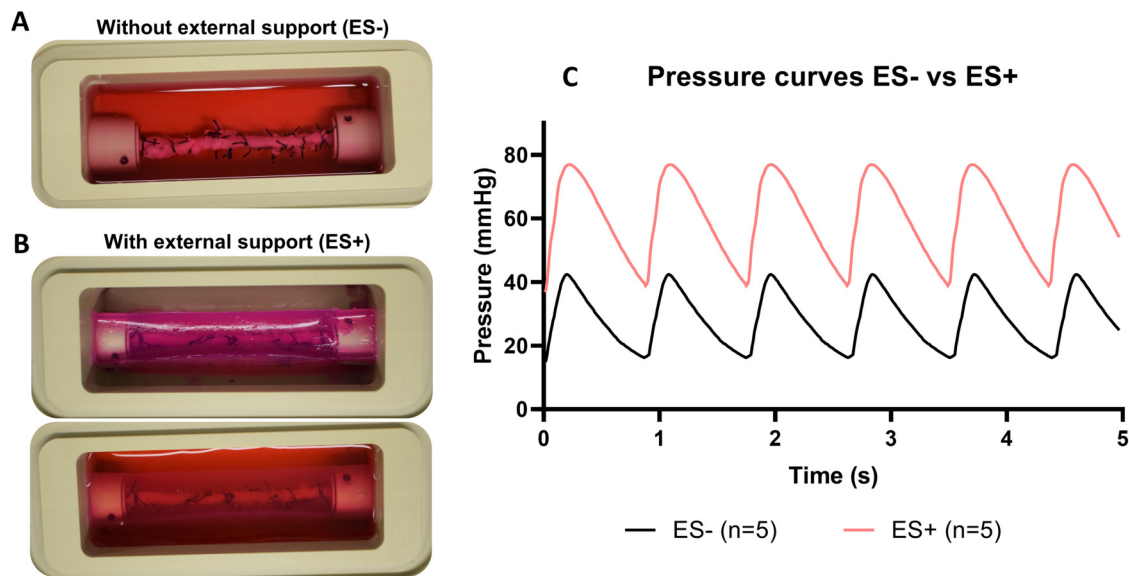 A
Without external support (ES-)
B
With external support (ES+)
C
Pressure curves ES- vs ES+
Pressure (mmHg)
80
60
40
20
0
0 1 2 3 4 5
Time (s)
ES- (n=5) ES+ (n=5)